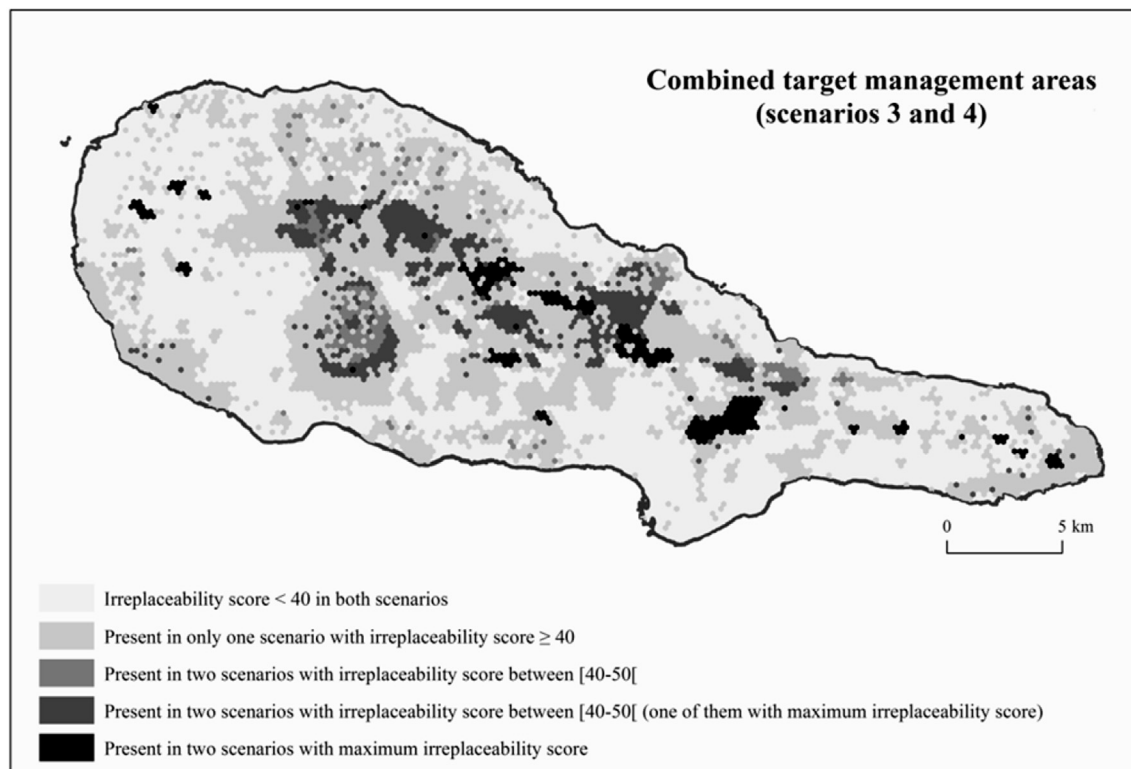 Combined target management areas
(scenarios 3 and 4)
0 5 km
Irreplaceability score < 40 in both scenarios
Present in only one scenario with irreplaceability score ≥ 40
Present in two scenarios with irreplaceability score between [40-50[
Present in two scenarios with irreplaceability score between [40-50[ (one of them with maximum irreplaceability score)
Present in two scenarios with maximum irreplaceability score